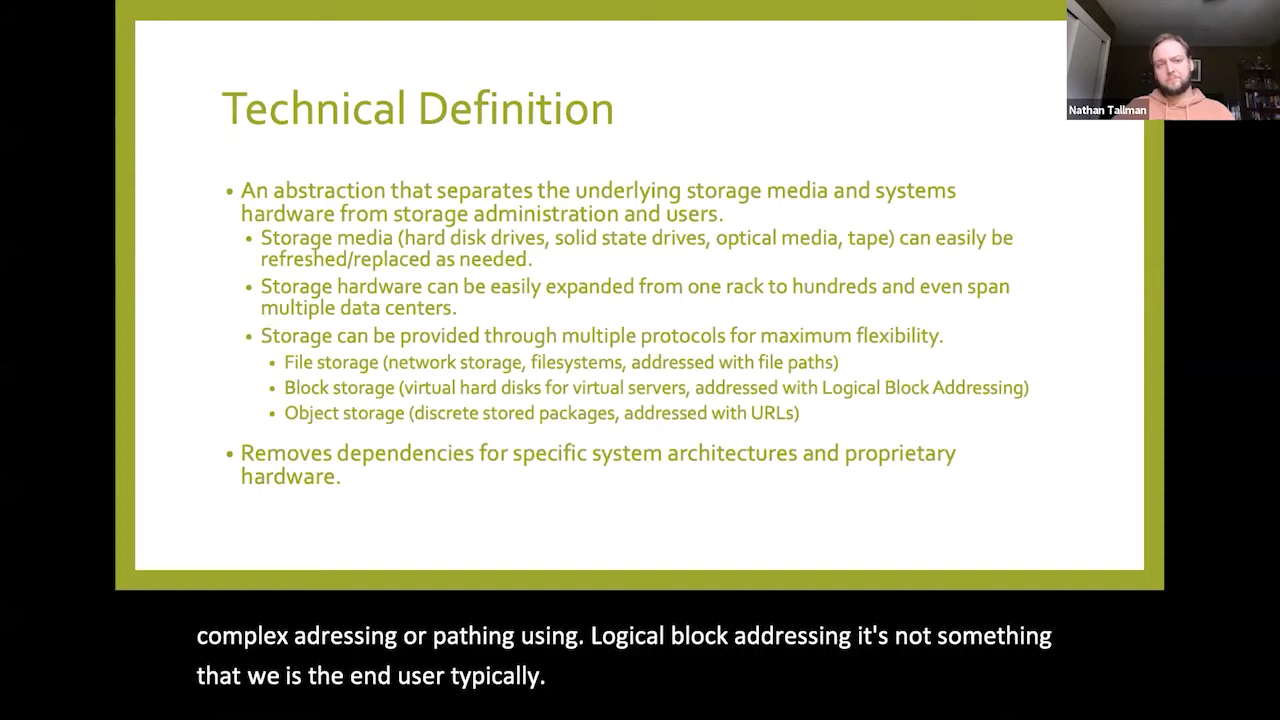 Technical Definition
• An abstraction that separates the underlying storage media and systems
hardware from storage administration and users.
• Storage media (hard disk drives, solid state drives, optical media, tape) can easily be
refreshed/replaced as needed.
• Storage hardware can be easily expanded from one rack to hundreds and even span
multiple data centers.
• Storage can be provided through multiple protocols for maximum flexibility.
• File storage (network storage, filesystems, addressed with file paths)
• Block storage (virtual hard disks for virtual servers, addressed with Logical Block Addressing)
• Object storage (discrete stored packages, addressed with URLs)
• Removes dependencies for specific system architectures and proprietary
hardware.
Nathan Tallman
complex adressing or pathing using. Logical block addressing it's not something
that we is the end user typically.